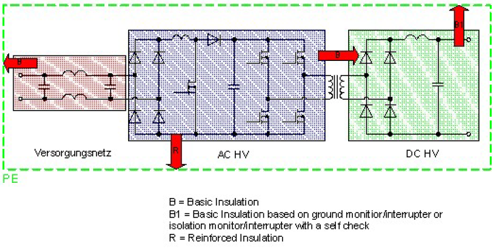 B
B
B1
R
Versorgungsnetz
AC HV
DC HV
PE
B = Basic Insulation
B1 = Basic Insulation based on ground monitior/interrupter or
isolation monitor/interrupter with a self check
R = Reinforced Insulation